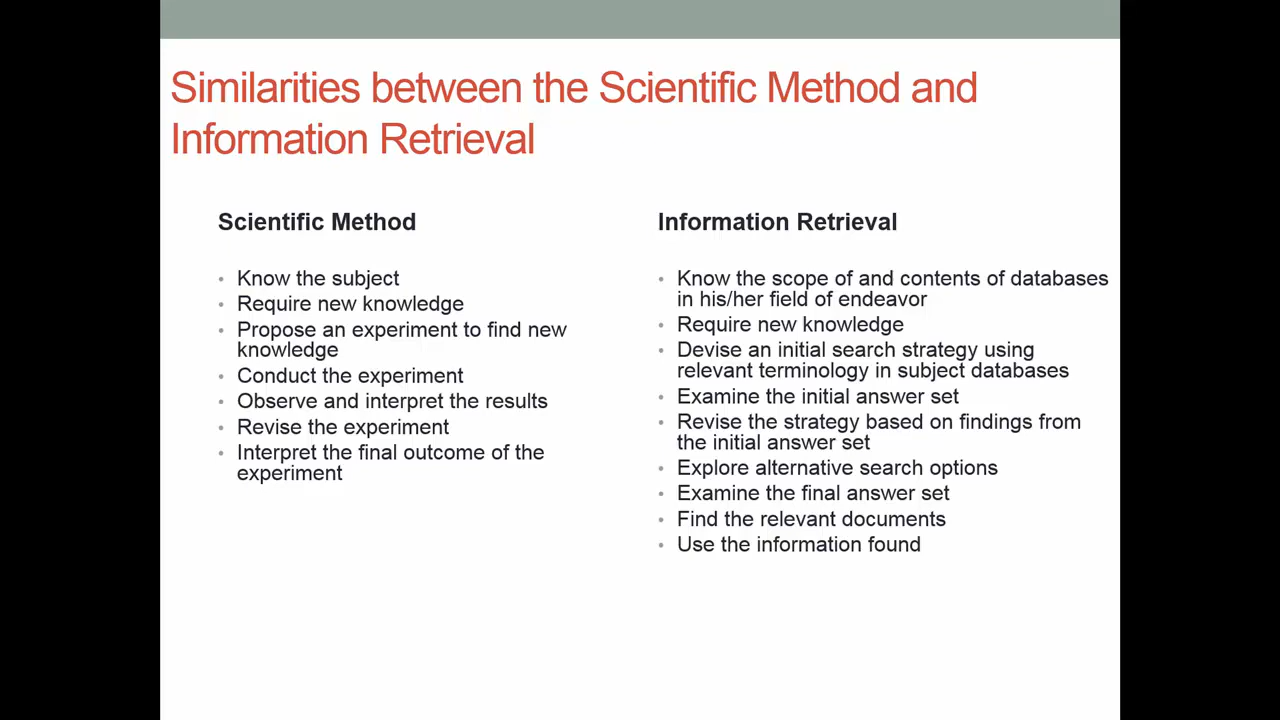 Similarities between the Scientific Method and
Information Retrieval
Scientific Method
Know the subject
Require new knowledge
Propose an experiment to find new
knowledge
Conduct the experiment
Observe and interpret the results
Revise the experiment
Interpret the final outcome of the
experiment
Information Retrieval
Know the scope of and contents of databases
in his/her field of endeavor
Require new knowledge
Devise an initial search strategy using
relevant terminology in subject databases
Examine the initial answer set
Revise the strategy based on findings from
the initial answer set
Explore alternative search options
Examine the final answer set
Find the relevant documents
Use the information found